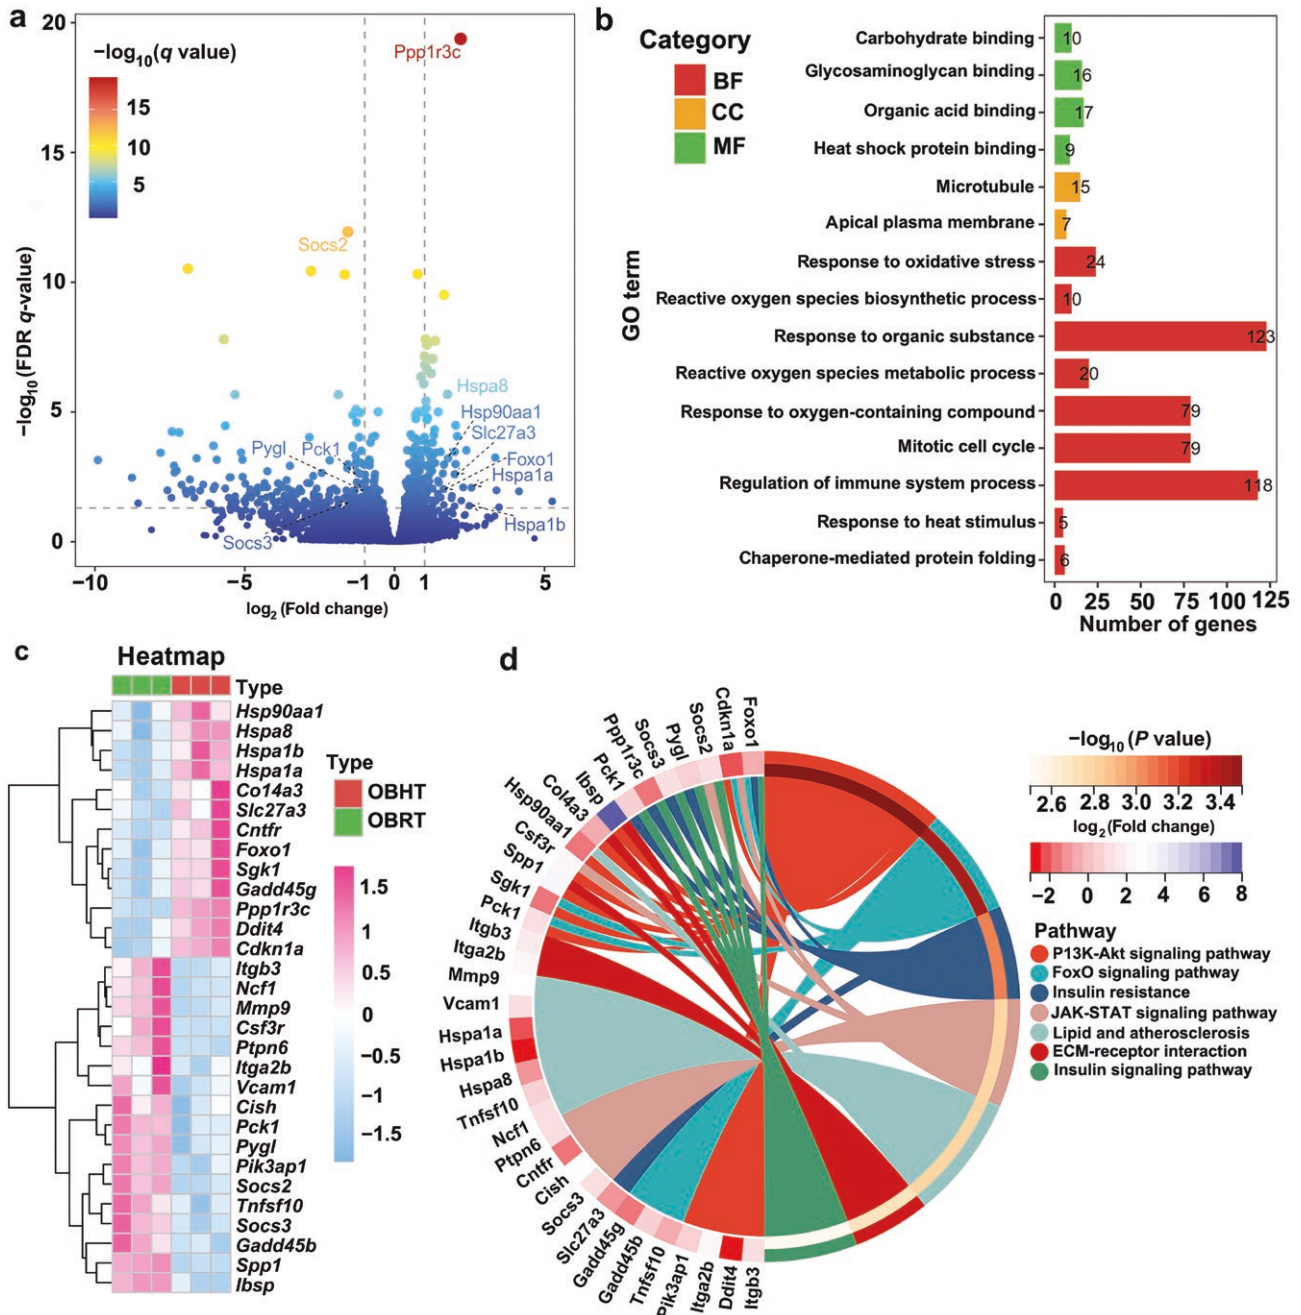 a
−log10(q value)
15
10
5
20
15
10
5
0
−log10(FDR q-value)
Ppp1r3c
Socs2
Hspa8
Hsp90aa1
Slc27a3
Pygl
Pck1
Foxo1
Hspa1a
Hspa1b
Socs3
−10
−5
−1
0
1
5
log2 (Fold change)
b
Category
BF
CC
MF
GO term
Carbohydrate binding 10
Glycosaminoglycan binding 16
Organic acid binding 17
Heat shock protein binding 9
Microtubule 15
Apical plasma membrane 7
Response to oxidative stress 24
Reactive oxygen species biosynthetic process 10
Response to organic substance 123
Reactive oxygen species metabolic process 20
Response to oxygen-containing compound 79
Mitotic cell cycle 79
Regulation of immune system process 118
Response to heat stimulus 5
Chaperone-mediated protein folding 6
0 25 50 75 100 125
Number of genes
c
Heatmap
Type
Hsp90aa1
Hspa8
Hspa1b
Hspa1a
Co14a3
Slc27a3
Cntfr
Foxo1
Sgk1
Gadd45g
Ppp1r3c
Ddit4
Cdkn1a
Itgb3
Ncf1
Mmp9
Csf3r
Ptpn6
Itga2b
Vcam1
Cish
Pck1
Pygl
Pik3ap1
Socs2
Tnfsf10
Socs3
Gadd45b
Spp1
Ibsp
Type
OBHT
OBRT
1.5
1
0.5
0
−0.5
−1
−1.5
d
Foxo1
Cdkn1a
Socs2
Pygl
Socs3
Ppp1r3c
Pck1
Ibsp
Col4a3
Hsp90aa1
Csf3r
Spp1
Sgk1
Pck1
Itgb3
Itga2b
Mmp9
Vcam1
Hspa1a
Hspa1b
Hspa8
Tnfsf10
Ncf1
Ptpn6
Cntfr
Cish
Socs3
Slc27a3
Gadd45g
Gadd45b
Tnfsf10
Pik3ap1
Itga2b
Ddit4
Itgb3
−log10 (P value)
2.6 2.8 3.0 3.2 3.4
log2 (Fold change)
−2 0 2 4 6 8
Pathway
P13K-Akt signaling pathway
FoxO signaling pathway
Insulin resistance
JAK-STAT signaling pathway
Lipid and atherosclerosis
ECM-receptor interaction
Insulin signaling pathway